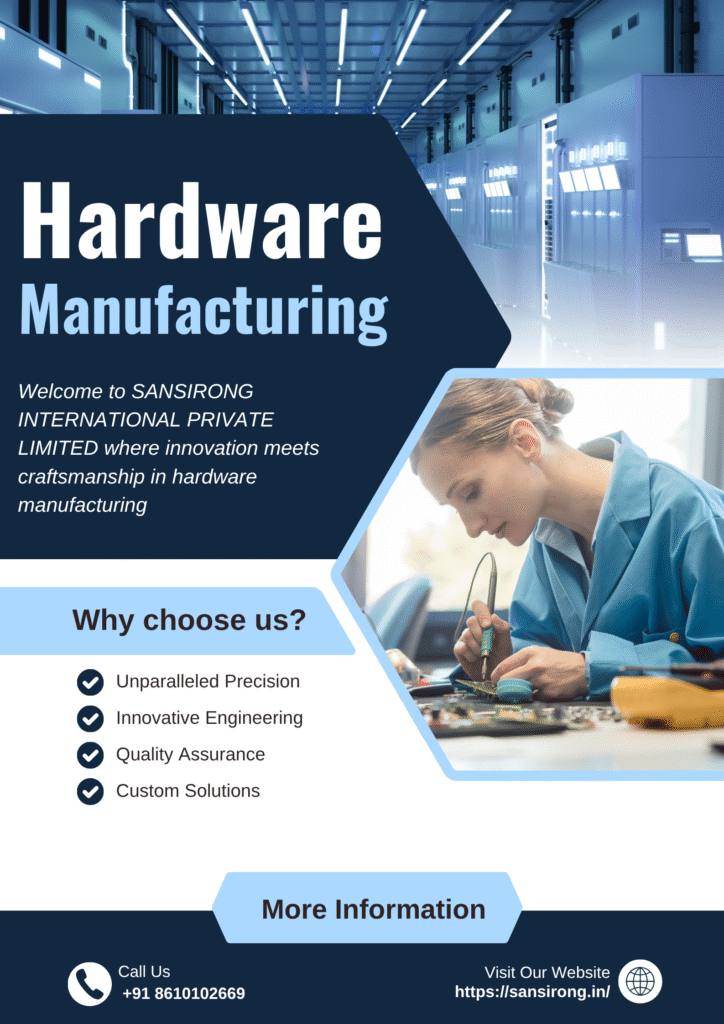 Hardware
Manufacturing
Welcome to SANSIRONG
INTERNATIONAL PRIVATE
LIMITED where innovation meets
craftsmanship in hardware
manufacturing
Why choose us?
Unparalleled Precision
Innovative Engineering
Quality Assurance
Custom Solutions
More Information
Call Us
+91 8610102669
Visit Our Website
https://sansirong.in/